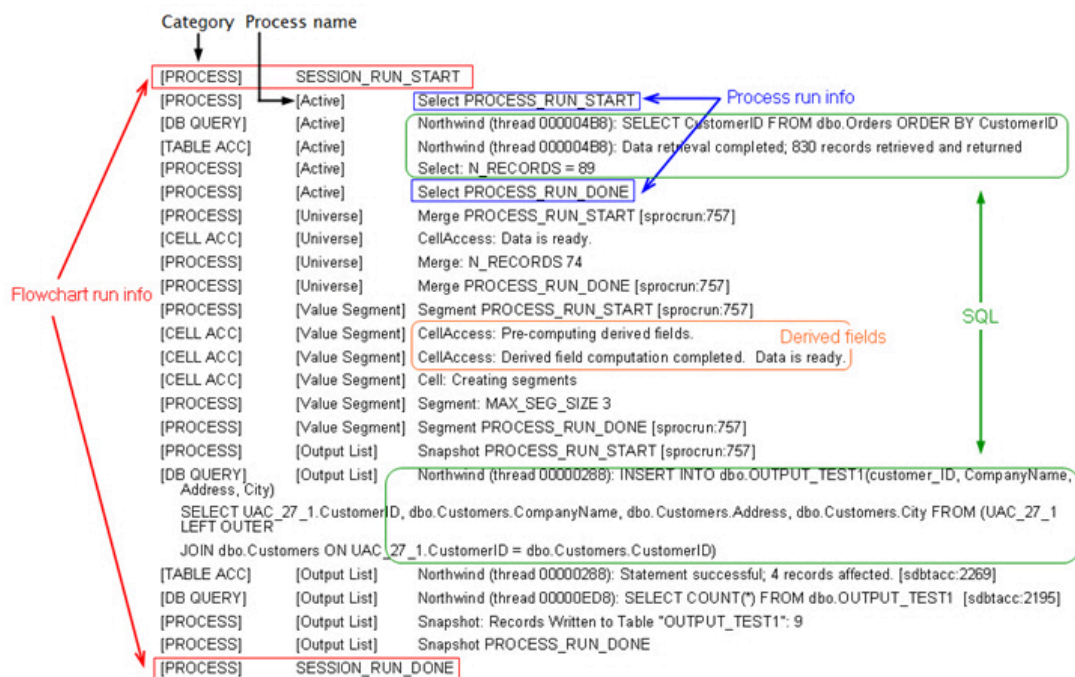 Category Process name
[PROCESS] SESSION_RUN_START
[PROCESS] [Active] Select PROCESS_RUN_START
Process run info
[DB QUERY] [Active] Northwind (thread 000004B8): SELECT CustomerID FROM dbo.Orders ORDER BY CustomerID
[TABLE ACC] [Active] Northwind (thread 000004B8): Data retrieval completed; 830 records retrieved and returned
[PROCESS] [Active] Select: N_RECORDS = 89
[PROCESS] [Active] Select PROCESS_RUN_DONE
[PROCESS] [Universe] Merge PROCESS_RUN_START [sprocrun:757]
[CELL ACC] [Universe] CellAccess: Data is ready.
[PROCESS] [Universe] Merge: N_RECORDS 74
[PROCESS] [Universe] Merge PROCESS_RUN_DONE [sprocrun:757]
Flowchart run info
[PROCESS] [Value Segment] Segment PROCESS_RUN_START [sprocrun:757]
SQL
[CELL ACC] [Value Segment] CellAccess: Pre-computing derived fields.
Derived fields
[CELL ACC] [Value Segment] CellAccess: Derived field computation completed. Data is ready.
[CELL ACC] [Value Segment] Cell: Creating segments
[PROCESS] [Value Segment] Segment: MAX_SEG_SIZE 3
[PROCESS] [Value Segment] Segment PROCESS_RUN_DONE [sprocrun:757]
[PROCESS] [Output List] Snapshot PROCESS_RUN_START [sprocrun:757]
[DB QUERY] [Output List] Northwind (thread 00000288): INSERT INTO dbo.OUTPUT_TEST1(customer_ID, CompanyName,
Address, City)
SELECT UAC_27_1.CustomerID, dbo.Customers.CompanyName, dbo.Customers.Address, dbo.Customers.City FROM (UAC_27_1
LEFT OUTER
JOIN dbo.Customers ON UAC_27_1.CustomerID = dbo.Customers.CustomerID)
[TABLE ACC] [Output List] Northwind (thread 00000288): Statement successful; 4 records affected. [sdbtacc:2269]
[DB QUERY] [Output List] Northwind (thread 00000ED8): SELECT COUNT(*) FROM dbo.OUTPUT_TEST1 [sdbtacc:2195]
[PROCESS] [Output List] Snapshot: Records Written to Table "OUTPUT_TEST1": 9
[PROCESS] [Output List] Snapshot PROCESS_RUN_DONE
[PROCESS] SESSION_RUN_DONE